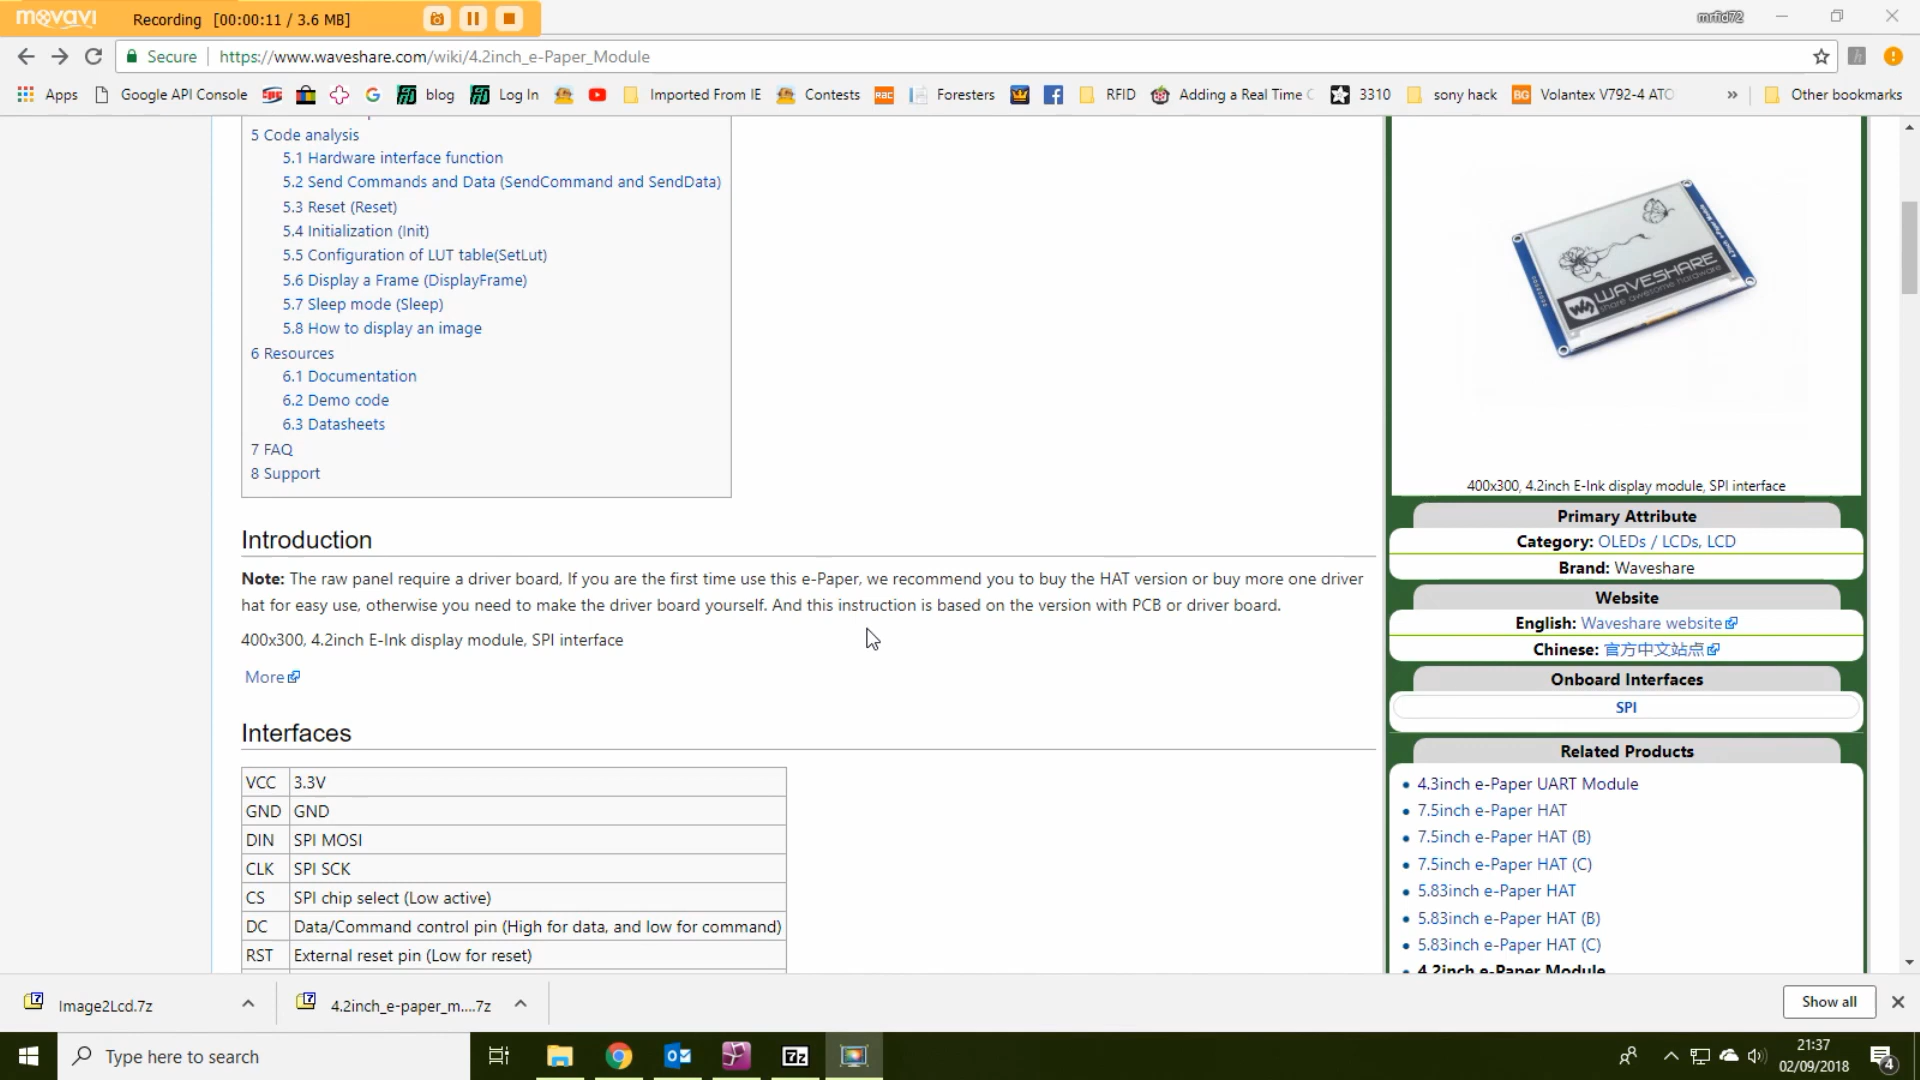 movavi
Recording [00:00:11 / 3.6 MB]
mrfid72
Secure https://www.waveshare.com/wiki/4.2inch_e-Paper_Module
Apps Google API Console blog Log In Imported From IE Contests Rac Foresters RFID Adding a Real Time C 3310 sony hack BG Volantex V792-4 ATO » Other bookmarks
5 Code analysis
5.1 Hardware interface function
5.2 Send Commands and Data (SendCommand and SendData)
5.3 Reset (Reset)
5.4 Initialization (Init)
5.5 Configuration of LUT table(SetLut)
5.6 Display a Frame (DisplayFrame)
5.7 Sleep mode (Sleep)
5.8 How to display an image
6 Resources
6.1 Documentation
6.2 Demo code
6.3 Datasheets
7 FAQ
8 Support
Introduction
Note: The raw panel require a driver board, If you are the first time use this e-Paper, we recommend you to buy the HAT version or buy more one driver
hat for easy use, otherwise you need to make the driver board yourself. And this instruction is based on the version with PCB or driver board.
400x300, 4.2inch E-Ink display module, SPI interface
More
Interfaces
VCC 3.3V
GND GND
DIN SPI MOSI
CLK SPI SCK
CS SPI chip select (Low active)
DC Data/Command control pin (High for data, and low for command)
RST External reset pin (Low for reset)
WAVESHARE
share awesome hardware
400x300, 4.2inch E-Ink display module, SPI interface
Primary Attribute
Category: OLEDs / LCDs, LCD
Brand: Waveshare
Website
English: Waveshare website
Chinese: 官方中文站点
Onboard Interfaces
SPI
Related Products
4.3inch e-Paper UART Module
7.5inch e-Paper HAT
7.5inch e-Paper HAT (B)
7.5inch e-Paper HAT (C)
5.83inch e-Paper HAT
5.83inch e-Paper HAT (B)
5.83inch e-Paper HAT (C)
4.2inch e-Paper Module
Image2Lcd.7z
4.2inch_e-paper_m....7z
Show all
Type here to search
7z
21:37
02/09/2018
4